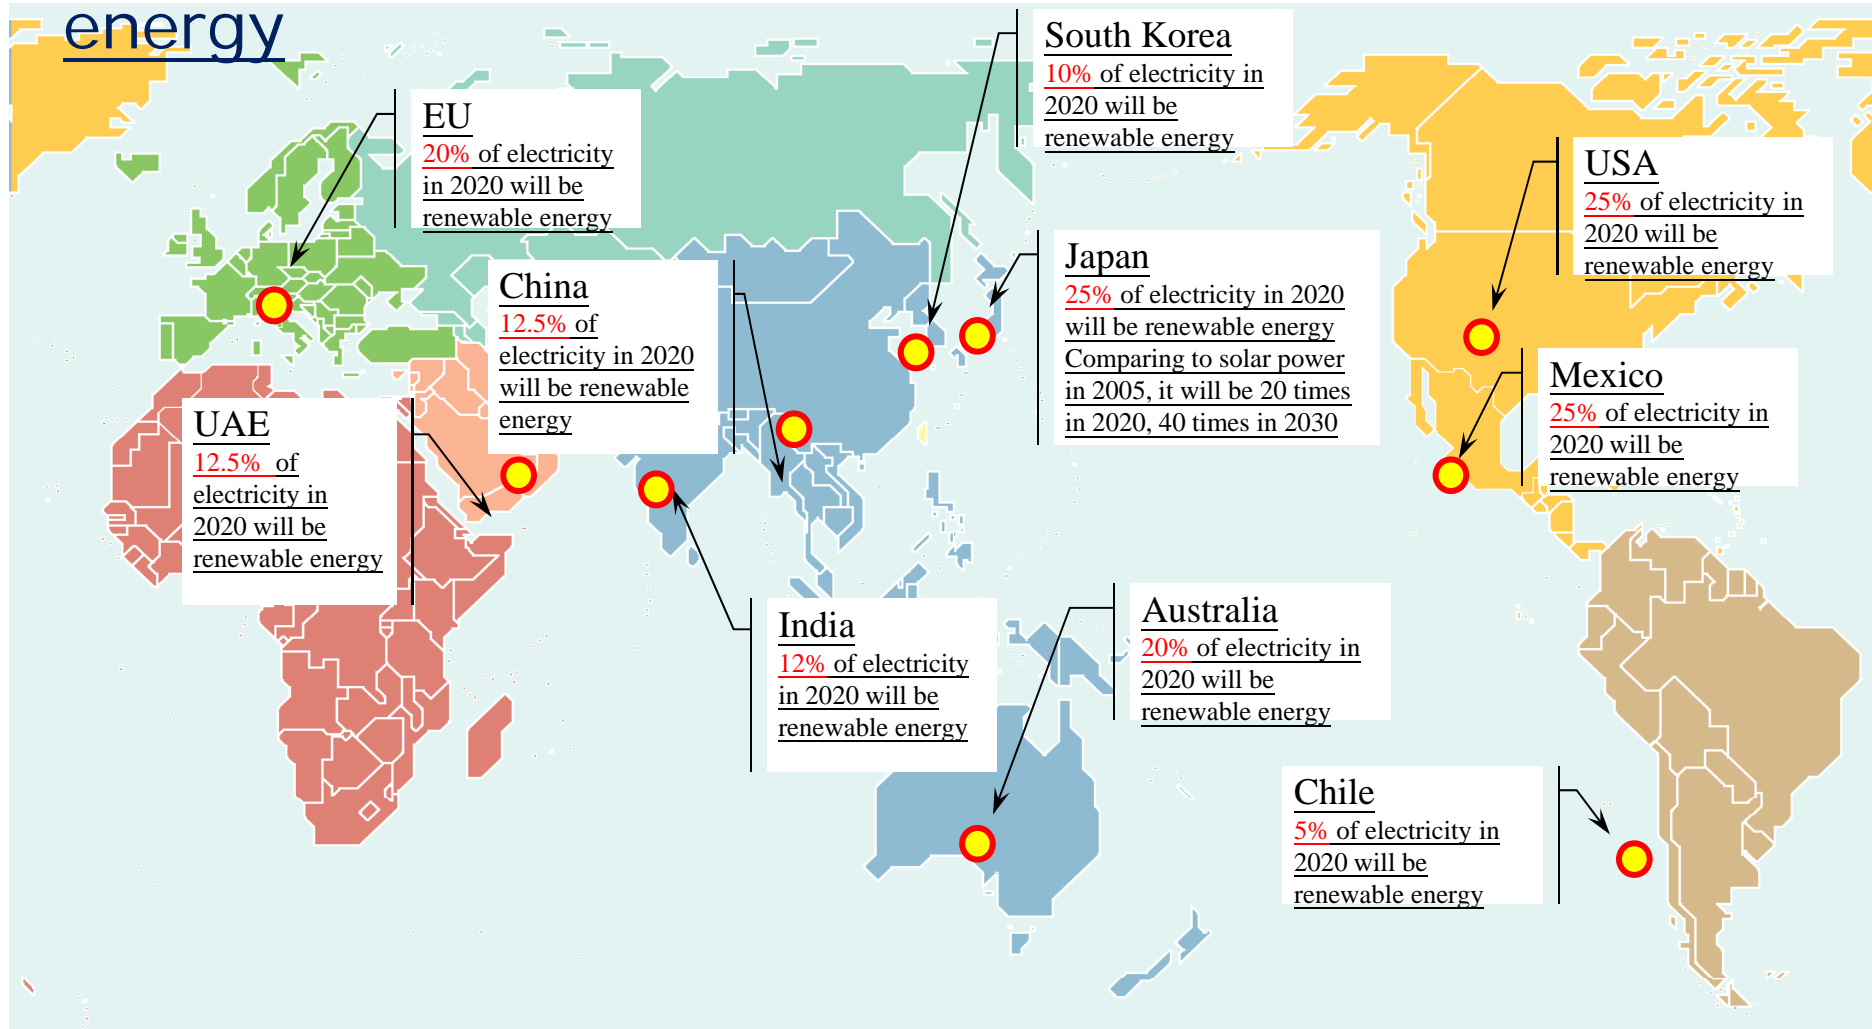 energy
South Korea
10% of electricity in
2020 will be
renewable energy
EU
20% of electricity
in 2020 will be
renewable energy
USA
25% of electricity in
2020 will be
renewable energy
Japan
25% of electricity in 2020
will be renewable energy
Comparing to solar power
in 2005, it will be 20 times
in 2020, 40 times in 2030
China
12.5% of
electricity in 2020
will be renewable
energy
Mexico
25% of electricity in
2020 will be
renewable energy
UAE
12.5% of
electricity in
2020 will be
renewable energy
India
12% of electricity
in 2020 will be
renewable energy
Australia
20% of electricity in
2020 will be
renewable energy
Chile
5% of electricity in
2020 will be
renewable energy